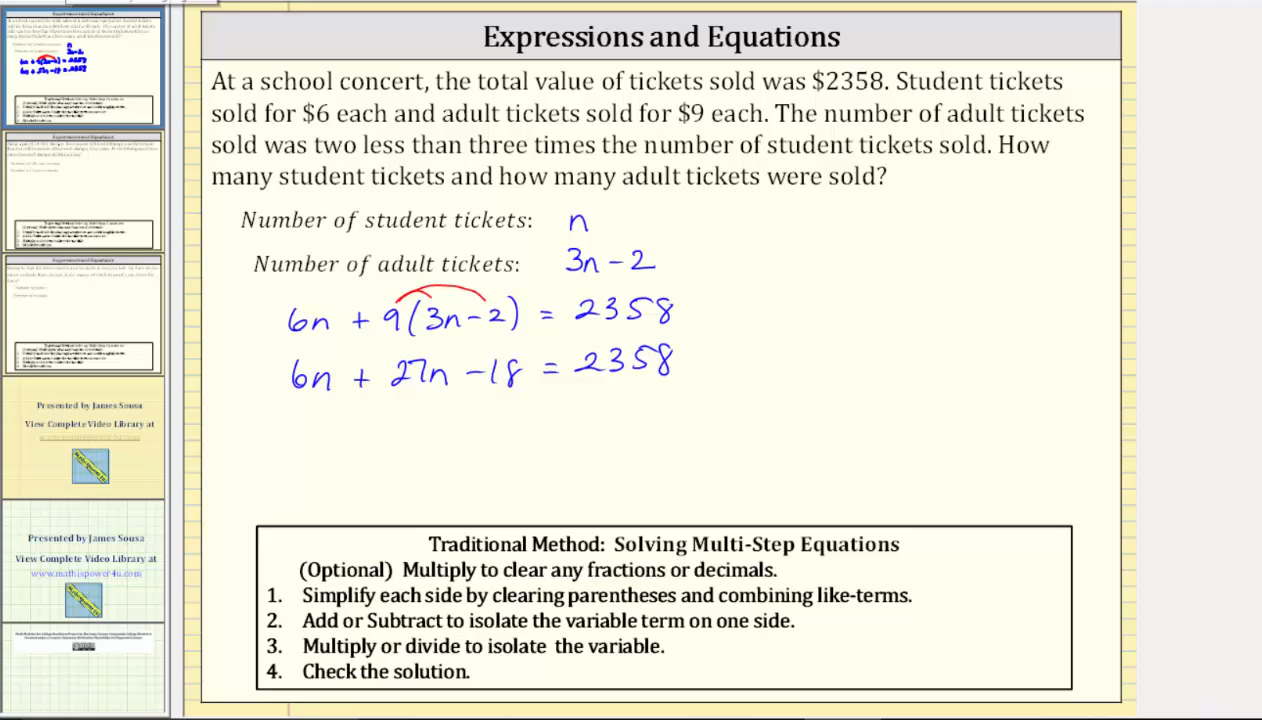 Expressions and Equations
At a school concert, the total value of tickets sold was $2358. Student tickets
sold for $6 each and adult tickets sold for $9 each. The number of adult tickets
sold was two less than three times the number of student tickets sold. How
many student tickets and how many adult tickets were sold?
Number of student tickets: n
Number of adult tickets: 3n - 2
6n + 9(3n - 2) = 2358
6n + 27n - 18 = 2358
Traditional Method: Solving Multi-Step Equations
(Optional) Multiply to clear any fractions or decimals.
1. Simplify each side by clearing parentheses and combining like-terms.
2. Add or Subtract to isolate the variable term on one side.
3. Multiply or divide to isolate the variable.
4. Check the solution.
Presented by James Sousa
View Complete Video Library at
Presented by James Sousa
View Complete Video Library at
www.mathispower4u.com